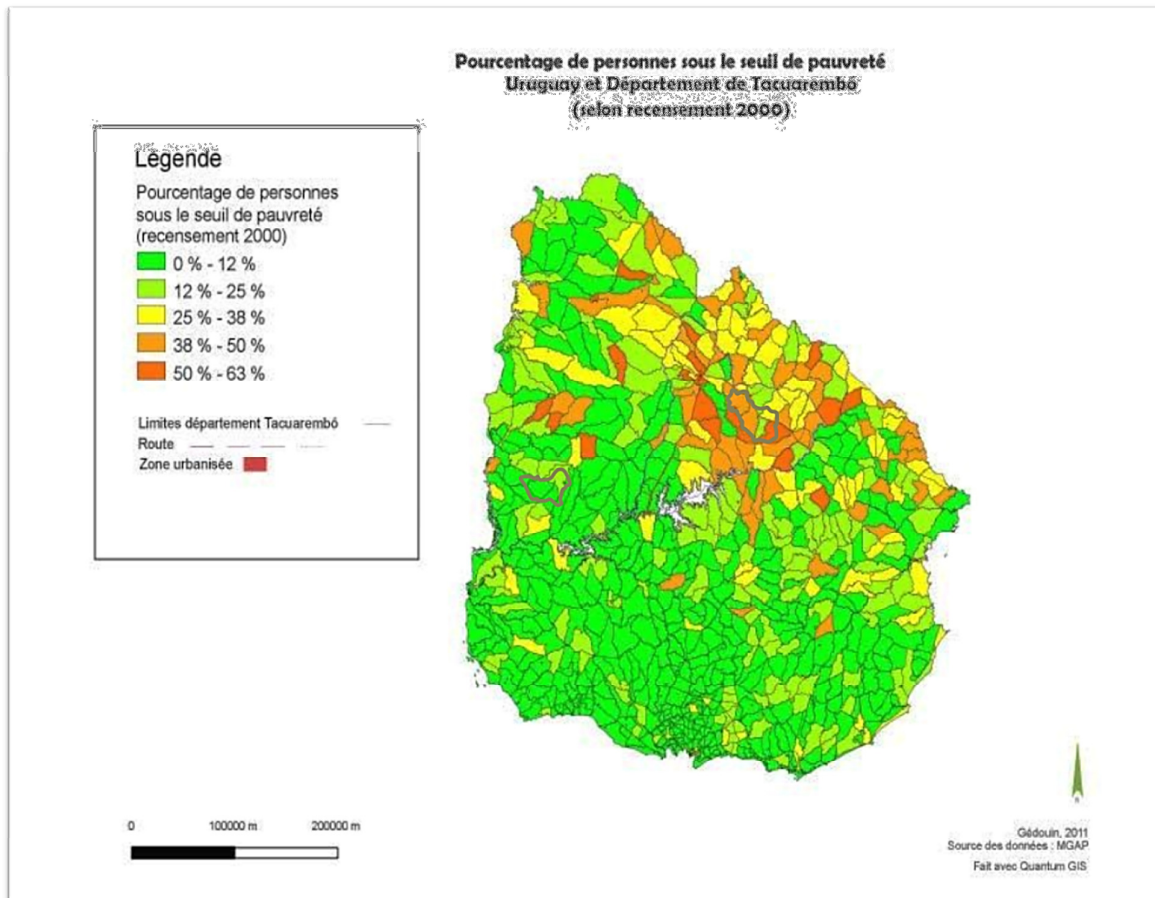 Pourcentage de personnes sous le seuil de pauvreté
Uruguay et Département de Tacuarembó
(selon recensement 2000)
Légende
Pourcentage de personnes
sous le seuil de pauvreté
(recensement 2000)
0 % - 12 %
12 % - 25 %
25 % - 38 %
38 % - 50 %
50 % - 63 %
Limites département Tacuarembó
Route
Zone urbanisée
0 100000 m 200000 m
Gédouin, 2011
Source des données : MGAP
Fait avec Quantum GIS